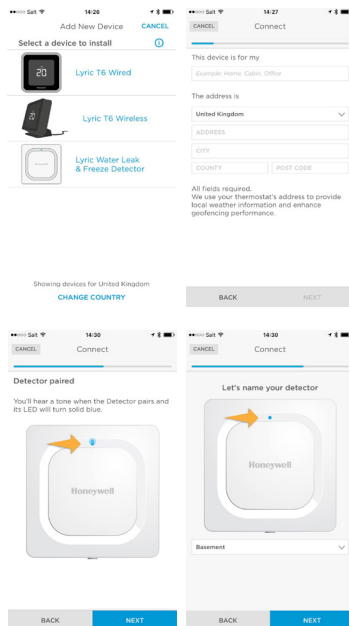 Salt 14:26
Add New Device CANCEL
Select a device to install
20
Lyric T6 Wired
Lyric T6 Wireless
Honeywell
Lyric Water Leak
& Freeze Detector
Showing devices for United Kingdom
CHANGE COUNTRY
Salt 14:27
CANCEL Connect
This device is for my
Example: Home, Cabin, Office
The address is
United Kingdom
ADDRESS
CITY
COUNTY POST CODE
All fields required.
We use your thermostat's address to provide
local weather information and enhance
geofencing performance.
BACK NEXT
Salt 14:30
CANCEL Connect
Detector paired
You'll hear a tone when the Detector pairs and
its LED will turn solid blue.
Honeywell
BACK NEXT
Salt 14:30
CANCEL Connect
Let's name your detector
Honeywell
Basement
BACK NEXT